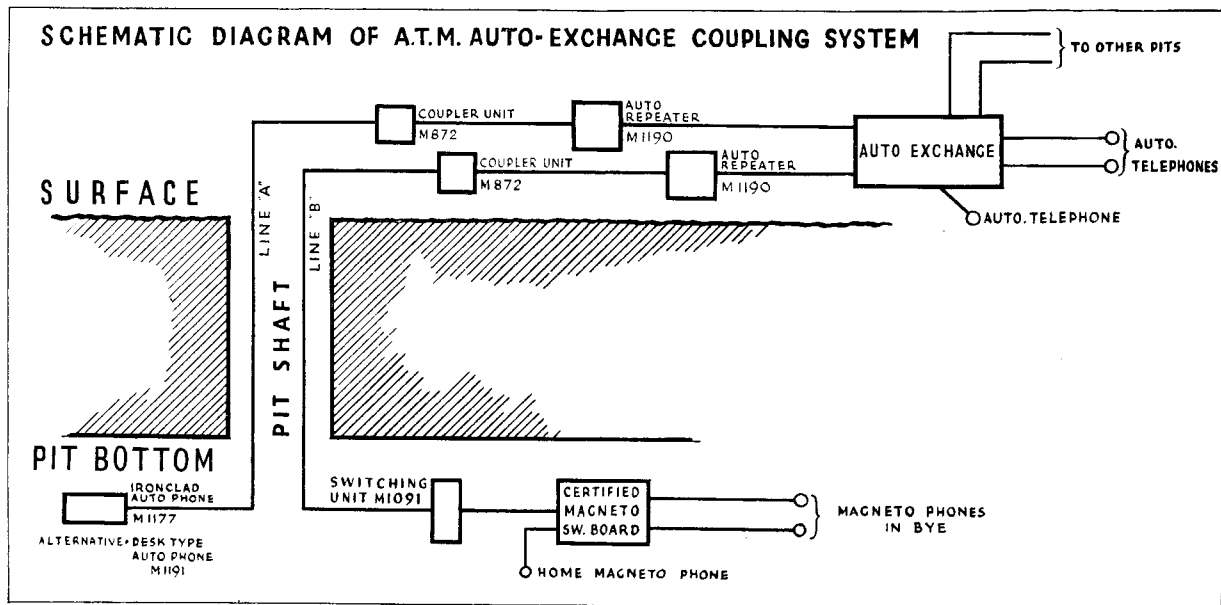 SCHEMATIC DIAGRAM OF A.T.M. AUTO-EXCHANGE COUPLING SYSTEM
TO OTHER PITS
COUPLER UNIT
M872
AUTO
REPEATER
M1190
COUPLER UNIT
M872
AUTO
REPEATER
M1190
AUTO EXCHANGE
AUTO.
TELEPHONES
AUTO. TELEPHONE
SURFACE
LINE "A"
LINE "B"
PIT SHAFT
PIT BOTTOM
IRONCLAD
AUTO PHONE
M1177
ALTERNATIVE - DESK TYPE
AUTO PHONE
M1191
SWITCHING
UNIT M1091
CERTIFIED
MAGNETO
SW. BOARD
MAGNETO PHONES
IN BYE
HOME MAGNETO PHONE